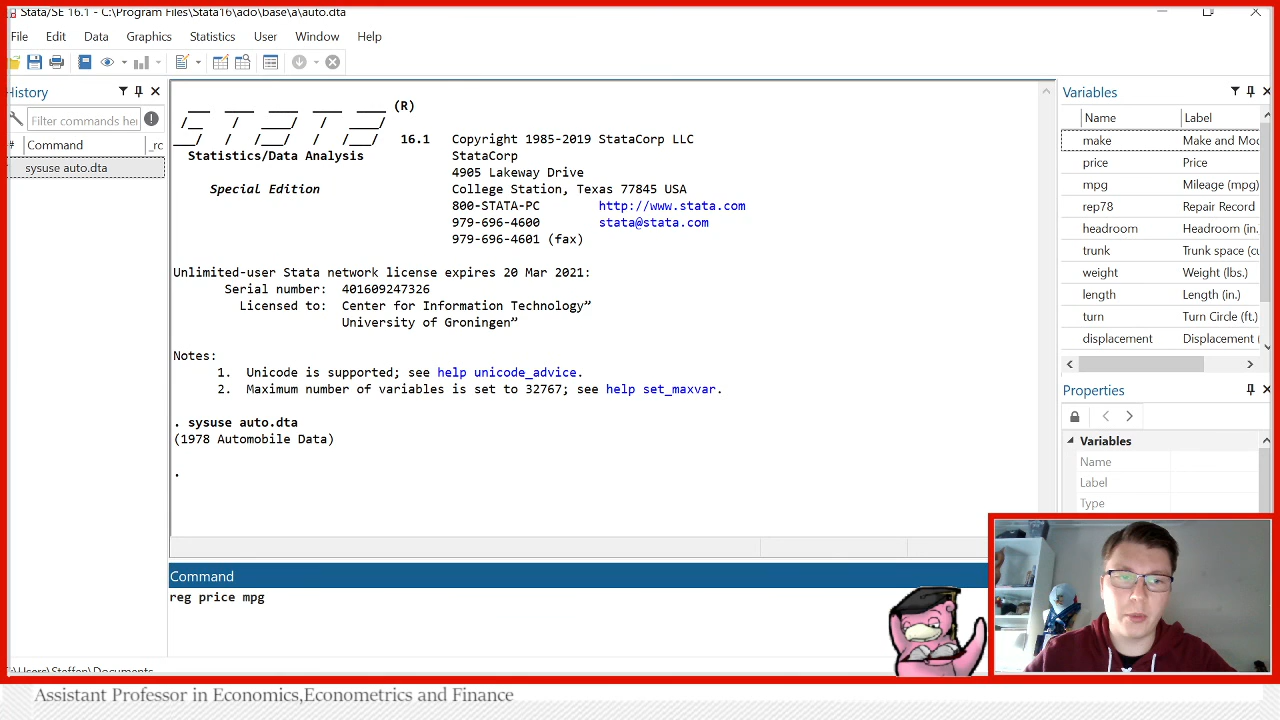 Stata/SE 16.1 - C:\Program Files\Stata16\ado\base\a\auto.dta
File Edit Data Graphics Statistics User Window Help
History
Filter commands her
# Command _rc
sysuse auto.dta
(R)
16.1 Copyright 1985-2019 StataCorp LLC
Statistics/Data Analysis StataCorp
4905 Lakeway Drive
Special Edition College Station, Texas 77845 USA
800-STATA-PC http://www.stata.com
979-696-4600 stata@stata.com
979-696-4601 (fax)
Unlimited-user Stata network license expires 20 Mar 2021:
Serial number: 401609247326
Licensed to: Center for Information Technology”
University of Groningen”
Notes:
1. Unicode is supported; see help unicode_advice.
2. Maximum number of variables is set to 32767; see help set_maxvar.
. sysuse auto.dta
(1978 Automobile Data)
.
Command
reg price mpg
Variables
Name Label
make Make and Moc
price Price
mpg Mileage (mpg)
rep78 Repair Record
headroom Headroom (in.
trunk Trunk space (cu
weight Weight (lbs.)
length Length (in.)
turn Turn Circle (ft.)
displacement Displacement (
Properties
Variables
Name
Label
Type
Assistant Professor in Economics,Econometrics and Finance